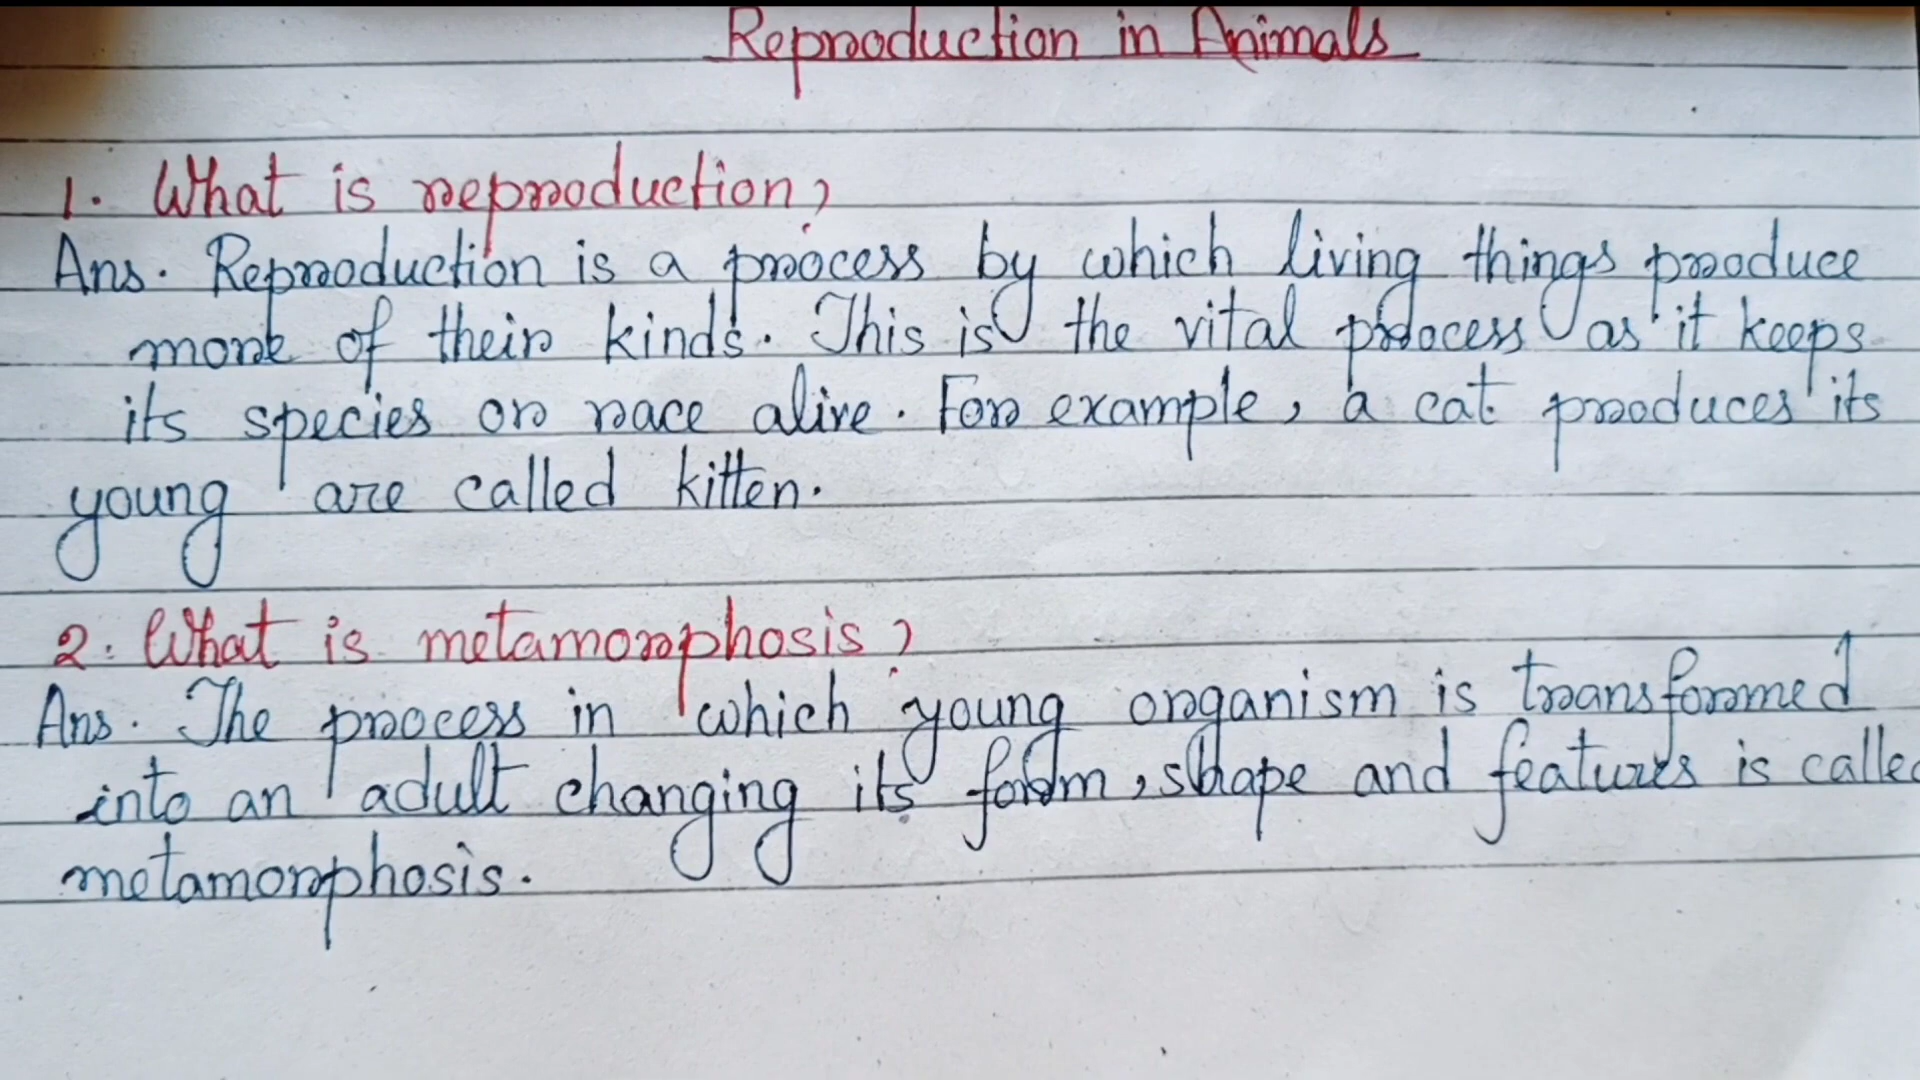 Reproduction in Animals
1. What is reproduction?
Ans. Reproduction is a process by which living things produce
more of their kinds. This is the vital process as it keeps
its species or race alive. For example, a cat produces its
young are called kitten.
2. What is metamorphosis?
Ans. The process in which young organism is transformed
into an adult changing its form, shape and features is called
metamorphosis.